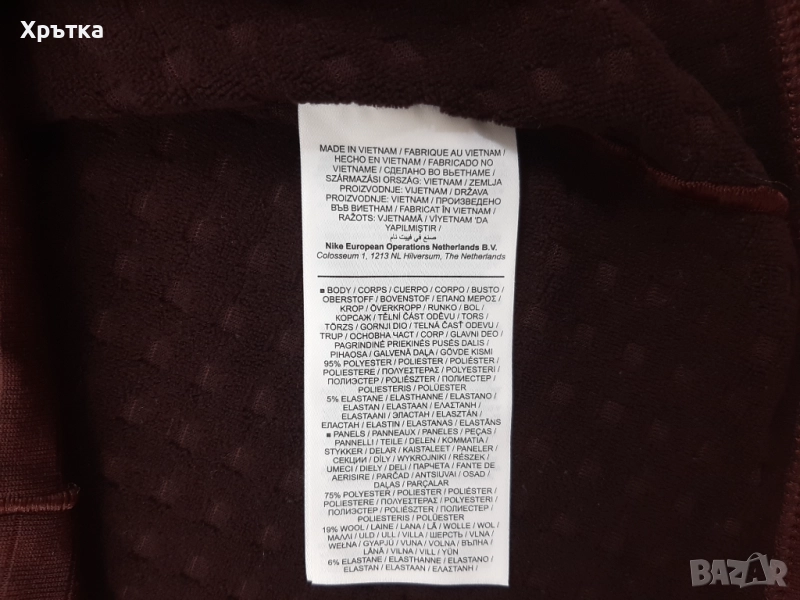 Хрътка
MADE IN VIETNAM / FABRIQUE AU VIETNAM /
HECHO EN VIETNAM / FABRICADO NO
VIETNAME / СДЕЛАНО ВО ВЬЕТНАМЕ /
SZÁRMAZÁSI ORSZÁG: VIETNAM / ZEMLJA
PROIZVODNJE: VIJETNAM / DRŽAVA
PROIZVODNJE: VIETNAM / ПРОИЗВЕДЕНО
ВЪВ ВИЕТНАМ / FABRICAT ÎN VIETNAM /
RAŽOTS: VJETNAMĀ / VİYETNAM 'DA
YAPILMIŞTIR /
صنع في فييت نام
Nike European Operations Netherlands B.V.
Colosseum 1, 1213 NL Hilversum, The Netherlands
■ BODY / CORPS / CUERPO / CORPO / BUSTO /
OBERSTOFF / BOVENSTOF / ΕΠΑΝΩ ΜΕΡΟΣ /
KROP / ÖVERKROPP / RUNKO / BOL /
КОРСАЖ / TĚLNÍ ČÁST ODĚVU / TORS /
TÖRZS / GORNJI DIO / TELNÁ ČASŤ ODEVU /
TRUP / ОСНОВНА ЧАСТ / CORP / GLAVNI DEO /
PAGRINDINĖ PRIEKINĖS PUSĖS DALIS /
PIHAOSA / GALVENĀ DAĻA / GÖVDE KISMI
95% POLYESTER / POLIESTER / POLIÉSTER /
POLIESTERE / ΠΟΛΥΕΣΤΕΡΑΣ / POLYESTERI /
ПОЛИЭСТЕР / POLIÉSZTER / ПОЛИЕСТЕР /
POLIESTERIS / POLÜESTER
5% ELASTANE / ELASTHANNE / ELASTANO /
ELASTAN / ELASTAAN / ΕΛΑΣΤΑΝΗ /
ELASTAANI / ЭЛАСТАН / ELASZTÁN /
ЕЛАСТАН / ELASTIN / ELASTANAS / ELASTĀNS
■ PANELS / PANNEAUX / PANELES / PEÇAS /
PANNELLI / TEILE / DELEN / ΚΟΜΜΑΤΙΑ /
STYKKER / DELAR / KAISTALEET / PANELER /
СЕКЦИИ / DÍLY / WYKROJNIKI / RÉSZEK /
UMECI / DIELY / DELI / ПАРЧЕТА / FANTE DE
AERISIRE / PARČAD / ANTSIUVAI / OSAD /
DAĻAS / PARÇALAR
75% POLYESTER / POLIESTER / POLIÉSTER /
POLIESTERE / ΠΟΛΥΕΣΤΕΡΑΣ / POLYESTERI /
ПОЛИЭСТЕР / POLIÉSZTER / ПОЛИЕСТЕР /
POLIESTERIS / POLÜESTER
19% WOOL / LAINE / LANA / LÃ / WOLLE / WOL /
ΜΑΛΛΙ / ULD / ULL / VILLA / ШЕРСТЬ / VLNA /
WEŁNA / GYAPJÚ / VUNA / VOLNA / ВЪЛНА /
LÂNĂ / VILNA / VILL / YÜN
6% ELASTANE / ELASTHANNE / ELASTANO /
ELASTAN / ELASTAAN / ΕΛΑΣΤΑΝΗ /
BAZAR